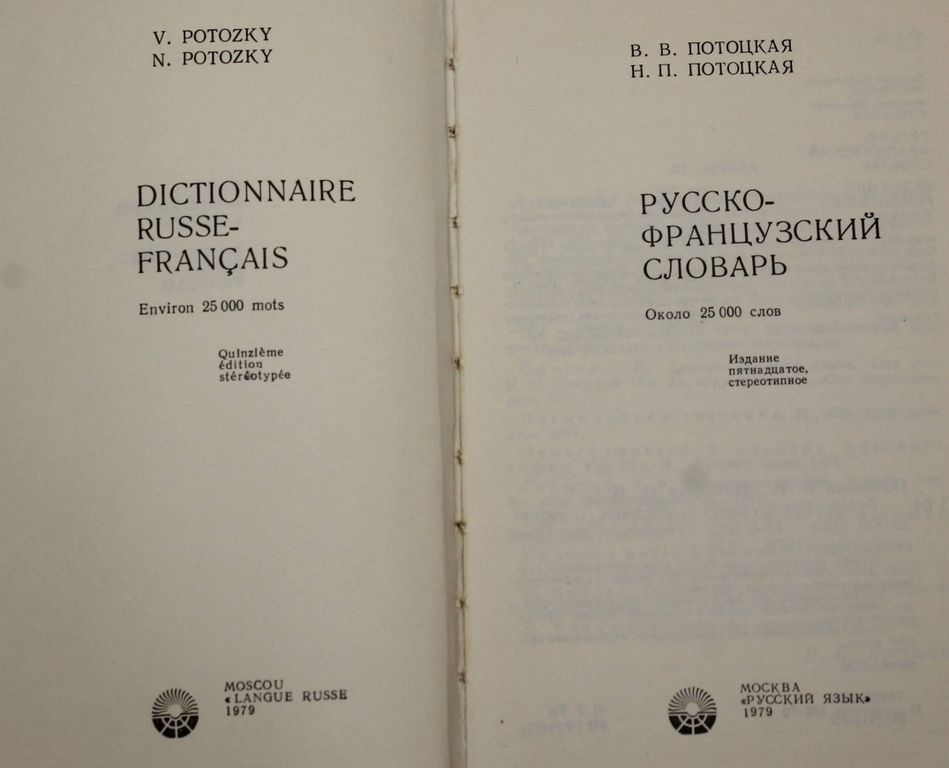 V. POTOZKY
N. POTOZKY
DICTIONNAIRE
RUSSE-
FRANÇAIS
Environ 25 000 mots
Quinzième
édition
stéréotypée
MOSCOU
«LANGUE RUSSE
1979
В. В. ПОТОЦКАЯ
Н. П. ПОТОЦКАЯ
РУССКО-
ФРАНЦУЗСКИЙ
СЛОВАРЬ
Около 25 000 слов
Издание
пятнадцатое,
стереотипное
МОСКВА
«РУССКИЙ ЯЗЫК»
1979